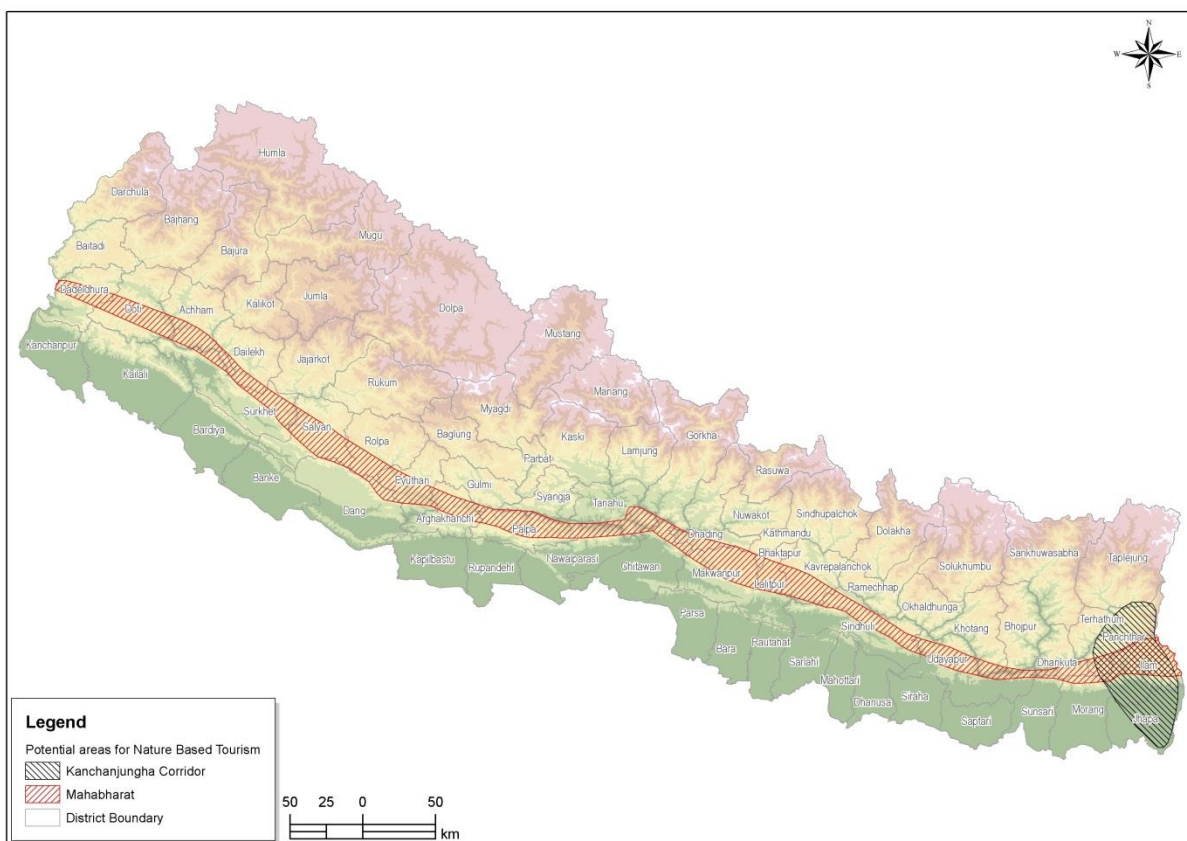 N
W
E
S
Humla
Darchula
Bajhang
Mugu
Baitadi
Bajura
Dadeldhura
Doti
Achham
Kalikot
Jumla
Dolpa
Mustang
Kanchanpur
Kailali
Dailekh
Jajarkot
Rukum
Manang
Myagdi
Surkhet
Salyan
Rolpa
Baglung
Kaski
Lamjung
Gorkha
Bardiya
Parbat
Rasuwa
Banke
Pyuthan
Gulmi
Syangja
Tanahu
Nuwakot
Sindhupalchok
Dang
Arghakhanchi
Palpa
Dhading
Kathmandu
Dolakha
Sankhuwasabha
Taplejung
Kapilbastu
Rupandehi
Nawalparasi
Chitawan
Makwanpur
Bhaktapur
Lalitpur
Kavrepalanchok
Ramechhap
Solukhumbu
Parsa
Bara
Rautahat
Sarlahi
Sindhuli
Okhaldhunga
Khotang
Bhojpur
Terhathum
Panchthar
Mahottari
Dhanusa
Siraha
Udayapur
Dhankuta
Ilam
Saptari
Sunsari
Morang
Jhapa
Legend
Potential areas for Nature Based Tourism
Kanchanjungha Corridor
Mahabharat
District Boundary
50 25 0 50
km